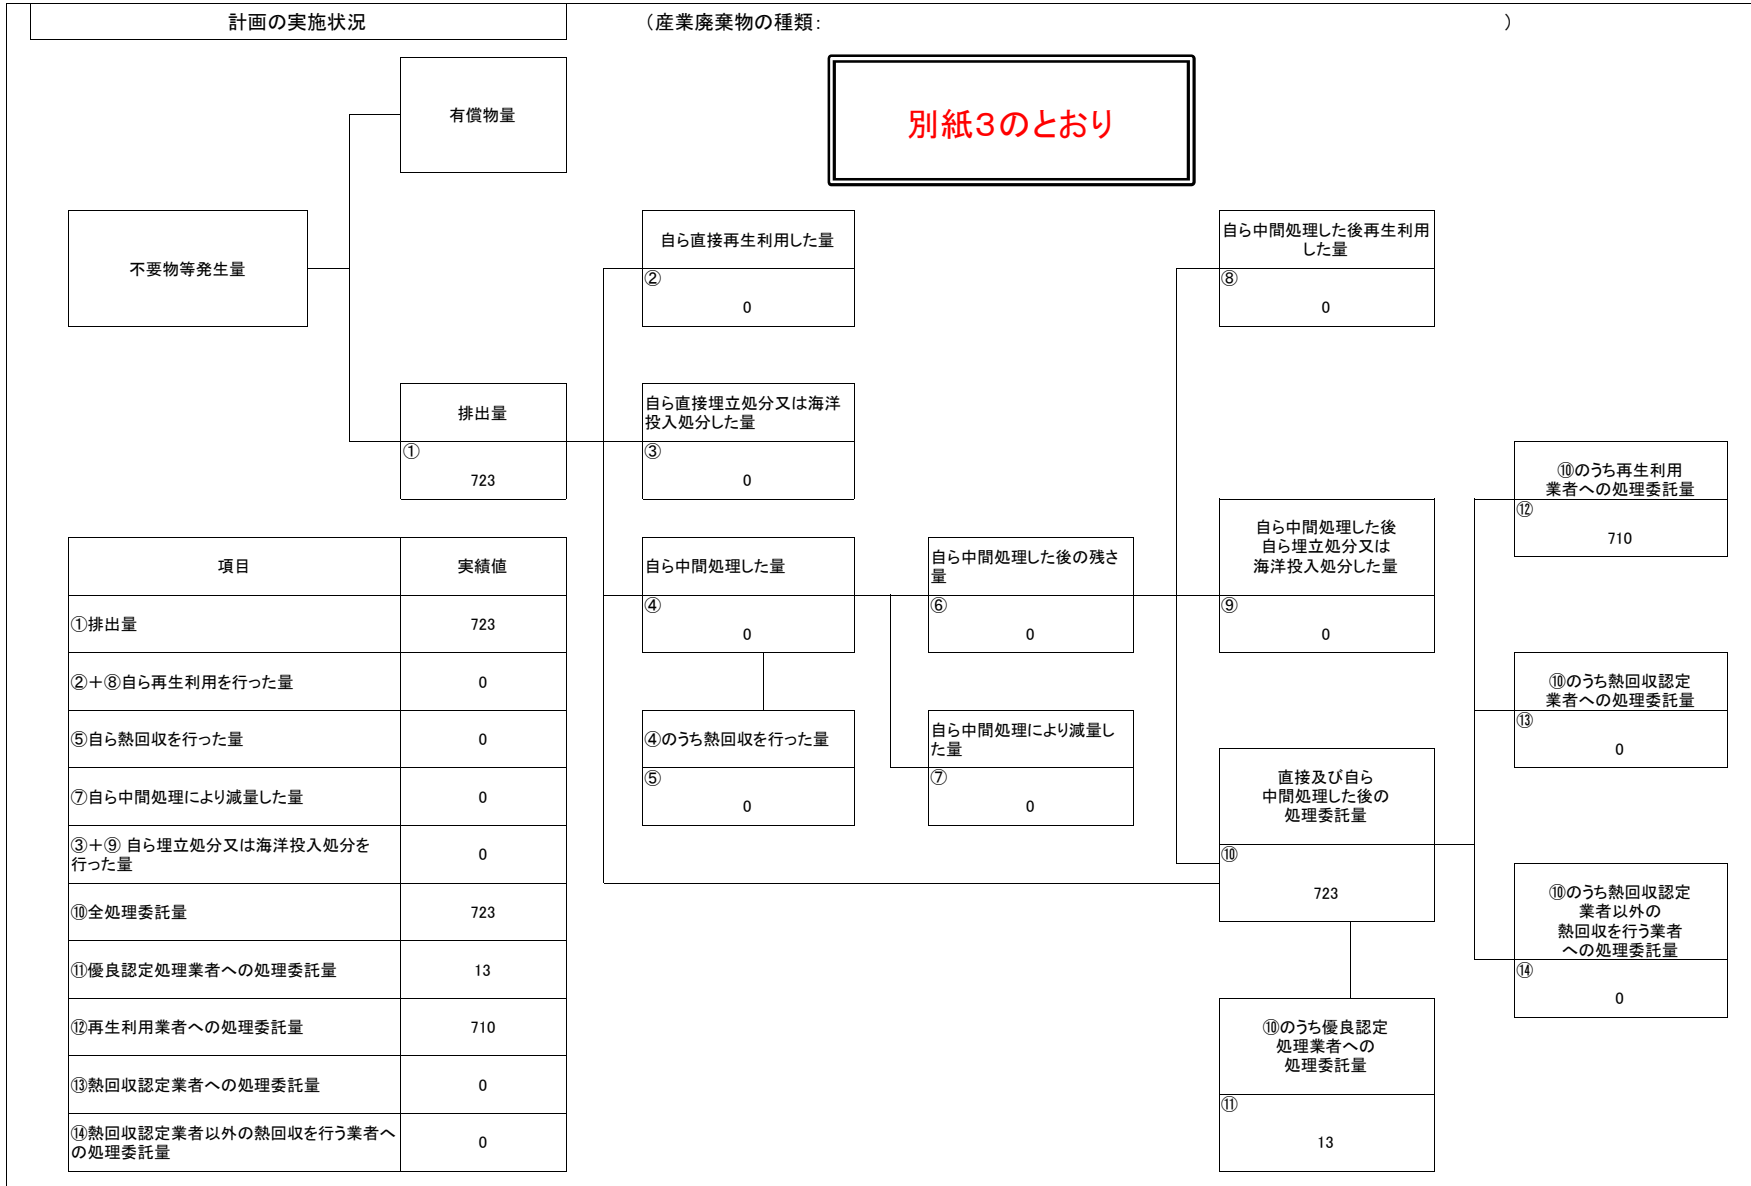 計画の実施状況
（産業廃棄物の種類：　　　　　）
有償物量
別紙３のとおり
不要物等発生量
自ら直接再生利用した量
②
0
自ら中間処理した後再生利用
した量
⑧
0
排出量
①
723
自ら直接埋立処分又は海洋
投入処分した量
③
0
⑩のうち再生利用
業者への処理委託量
⑫
710
自ら中間処理した量
④
0
自ら中間処理した後の残さ
量
⑥
0
自ら中間処理した後
自ら埋立処分又は
海洋投入処分した量
⑨
0
⑩のうち熱回収認定
業者への処理委託量
⑬
0
④のうち熱回収を行った量
⑤
0
自ら中間処理により減量し
た量
⑦
0
直接及び自ら
中間処理した後の
処理委託量
⑩
723
⑩のうち熱回収認定
業者以外の
熱回収を行う業者
への処理委託量
⑭
0
⑩のうち優良認定
処理業者への
処理委託量
⑪
13
項目 実績値
①排出量 723
②＋⑧自ら再生利用を行った量 0
⑤自ら熱回収を行った量 0
⑦自ら中間処理により減量した量 0
③＋⑨ 自ら埋立処分又は海洋投入処分を
行った量 0
⑩全処理委託量 723
⑪優良認定処理業者への処理委託量 13
⑫再生利用業者への処理委託量 710
⑬熱回収認定業者への処理委託量 0
⑭熱回収認定業者以外の熱回収を行う業者へ
の処理委託量 0